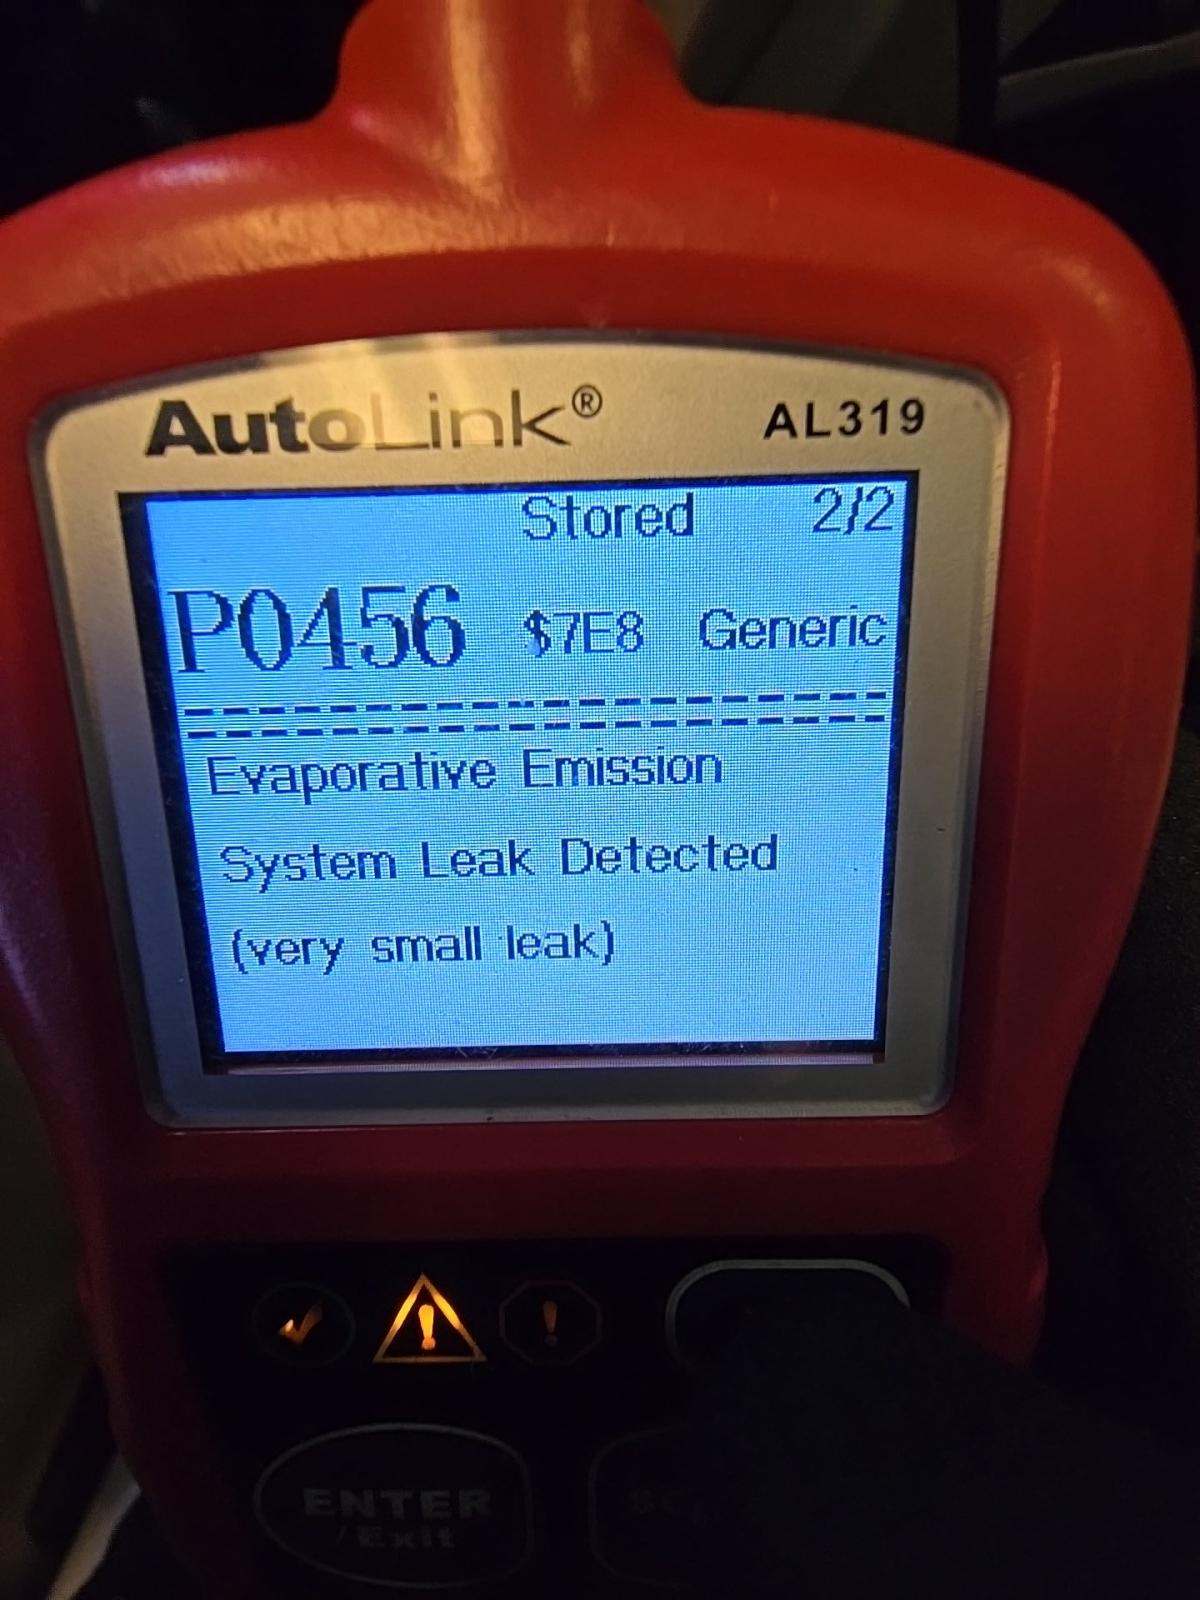 AutoLink® AL319
Stored 2/2
P0456 $7E8 Generic
Evaporative Emission
System Leak Detected
(very small leak)
ENTER
/Exit